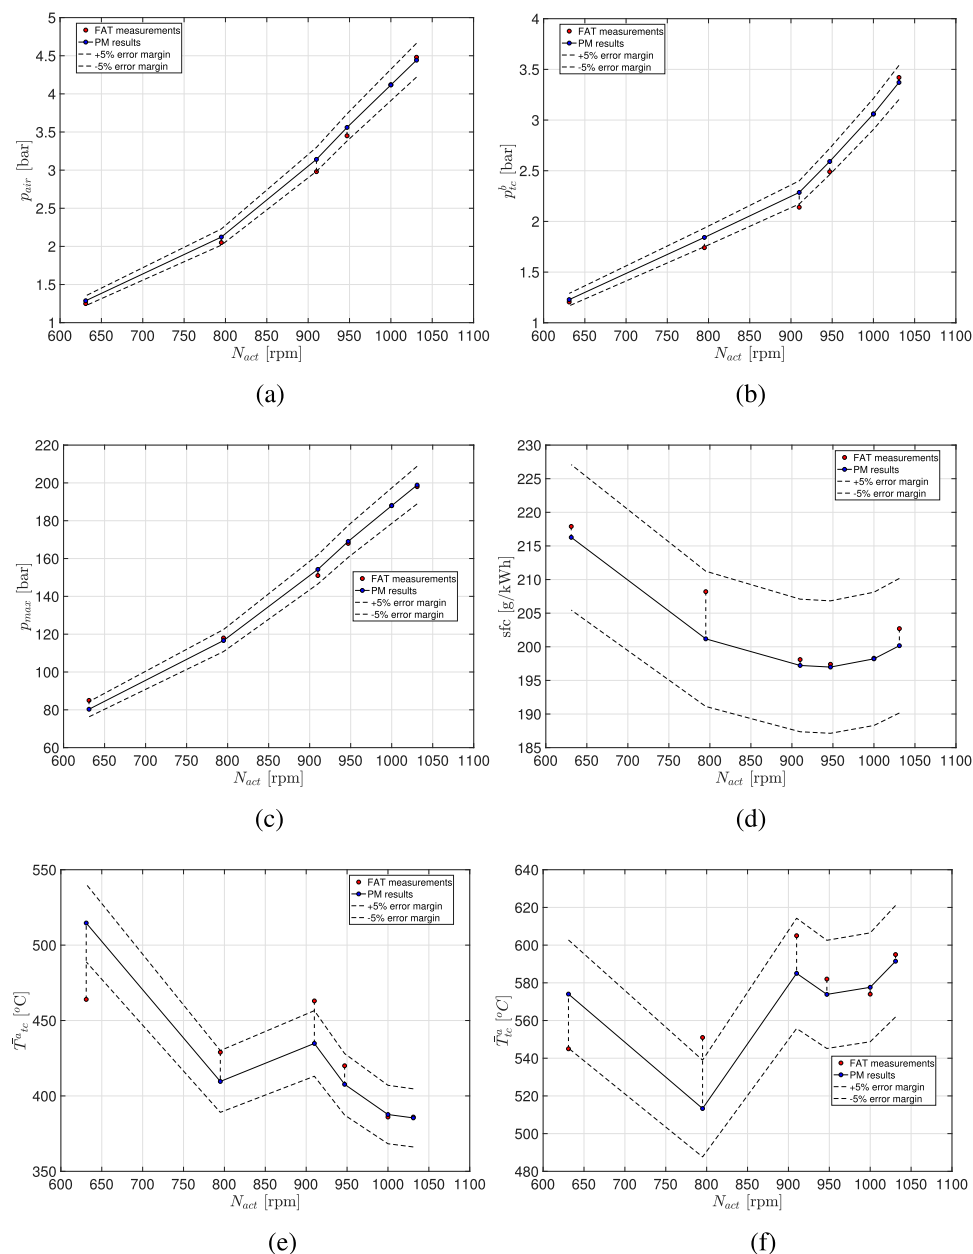 5
4.5
4
3.5
3
2.5
2
1.5
1
p_air [bar]
FAT measurements
PM results
+5% error margin
-5% error margin
600 650 700 750 800 850 900 950 1000 1050 1100
N_act [rpm]
(a)
4
3.5
3
2.5
2
1.5
1
p^b_tc [bar]
FAT measurements
PM results
+5% error margin
-5% error margin
600 650 700 750 800 850 900 950 1000 1050 1100
N_act [rpm]
(b)
220
200
180
160
140
120
100
80
60
p_max [bar]
FAT measurements
PM results
+5% error margin
-5% error margin
600 650 700 750 800 850 900 950 1000 1050 1100
N_act [rpm]
(c)
230
225
220
215
210
205
200
195
190
185
sfc [g/kWh]
FAT measurements
PM results
+5% error margin
-5% error margin
600 650 700 750 800 850 900 950 1000 1050 1100
N_act [rpm]
(d)
550
500
450
400
350
T̄^a_tc [°C]
FAT measurements
PM results
+5% error margin
-5% error margin
600 650 700 750 800 850 900 950 1000 1050 1100
N_act [rpm]
(e)
640
620
600
580
560
540
520
500
480
T̄^a_tc [°C]
FAT measurements
PM results
+5% error margin
-5% error margin
600 650 700 750 800 850 900 950 1000 1050 1100
N_act [rpm]
(f)